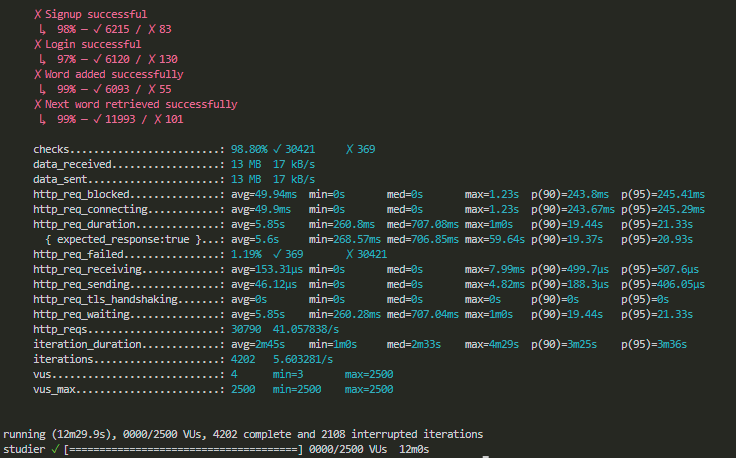 ✗ Signup successful
↳ 98% — ✓ 6215 / ✗ 83
✗ Login successful
↳ 97% — ✓ 6120 / ✗ 130
✗ Word added successfully
↳ 99% — ✓ 6093 / ✗ 55
✗ Next word retrieved successfully
↳ 99% — ✓ 11993 / ✗ 101
checks.........................: 98.80% ✓ 30421 ✗ 369
data_received..................: 13 MB 17 kB/s
data_sent......................: 13 MB 17 kB/s
http_req_blocked...............: avg=49.94ms min=0s med=0s max=1.23s p(90)=243.8ms p(95)=245.41ms
http_req_connecting............: avg=49.9ms min=0s med=0s max=1.23s p(90)=243.67ms p(95)=245.29ms
http_req_duration..............: avg=5.85s min=260.8ms med=707.08ms max=1m0s p(90)=19.44s p(95)=21.33s
{ expected_response:true }...: avg=5.6s min=268.57ms med=706.85ms max=59.64s p(90)=19.37s p(95)=20.93s
http_req_failed................: 1.19% ✓ 369 ✗ 30421
http_req_receiving.............: avg=153.31µs min=0s med=0s max=7.99ms p(90)=499.7µs p(95)=507.6µs
http_req_sending...............: avg=46.12µs min=0s med=0s max=4.82ms p(90)=188.3µs p(95)=406.05µs
http_req_tls_handshaking.......: avg=0s min=0s med=0s max=0s p(90)=0s p(95)=0s
http_req_waiting...............: avg=5.85s min=260.28ms med=707.04ms max=1m0s p(90)=19.44s p(95)=21.33s
http_reqs......................: 30790 41.057838/s
iteration_duration.............: avg=2m45s min=1m0s med=2m33s max=4m29s p(90)=3m25s p(95)=3m36s
iterations.....................: 4202 5.603281/s
vus............................: 4 min=3 max=2500
vus_max........................: 2500 min=2500 max=2500
running (12m29.9s), 0000/2500 VUs, 4202 complete and 2108 interrupted iterations
studier ✓ [======================================] 0000/2500 VUs 12m0s